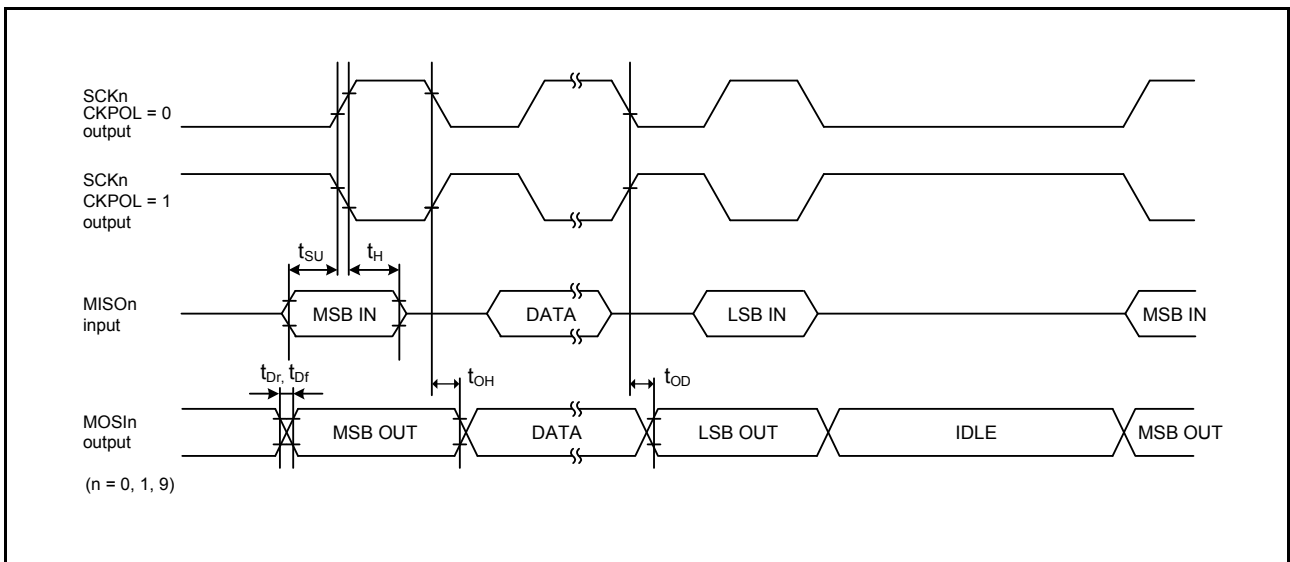 SCKn
CKPOL = 0
output
SCKn
CKPOL = 1
output
tSU
tH
MISOn
input
MSB IN
DATA
LSB IN
MSB IN
tDr, tDf
tOH
tOD
MOSIn
output
MSB OUT
DATA
LSB OUT
IDLE
MSB OUT
(n = 0, 1, 9)